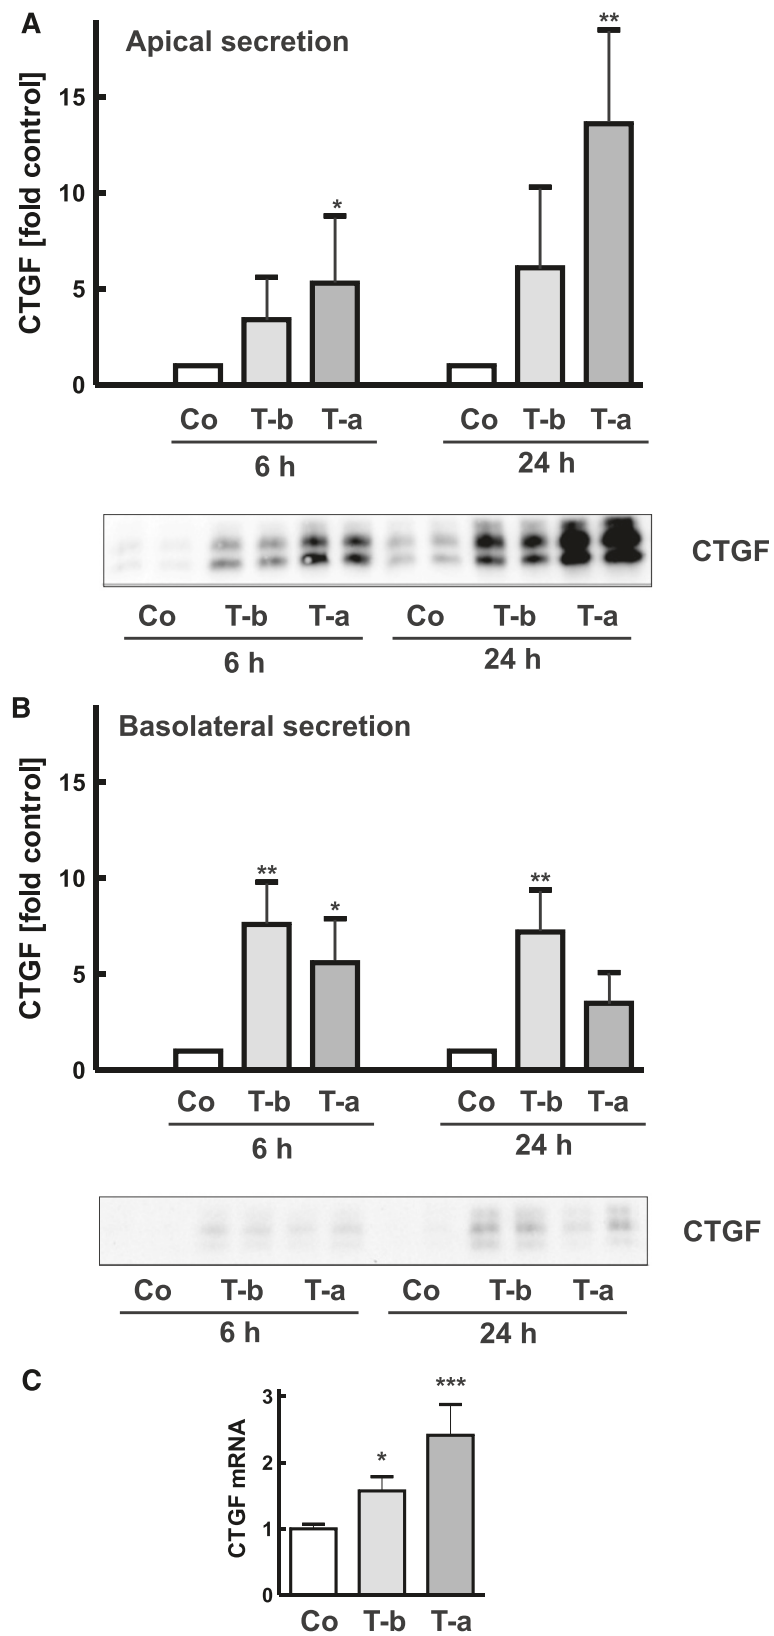 A
Apical secretion
CTGF [fold control]
**
15
10
*
5
0
Co T-b T-a Co T-b T-a
6 h 24 h
CTGF
Co T-b T-a Co T-b T-a
6 h 24 h
B
Basolateral secretion
CTGF [fold control]
15
10
** * **
5
0
Co T-b T-a Co T-b T-a
6 h 24 h
CTGF
Co T-b T-a Co T-b T-a
6 h 24 h
C
CTGF mRNA
***
3
*
2
1
0
Co T-b T-a